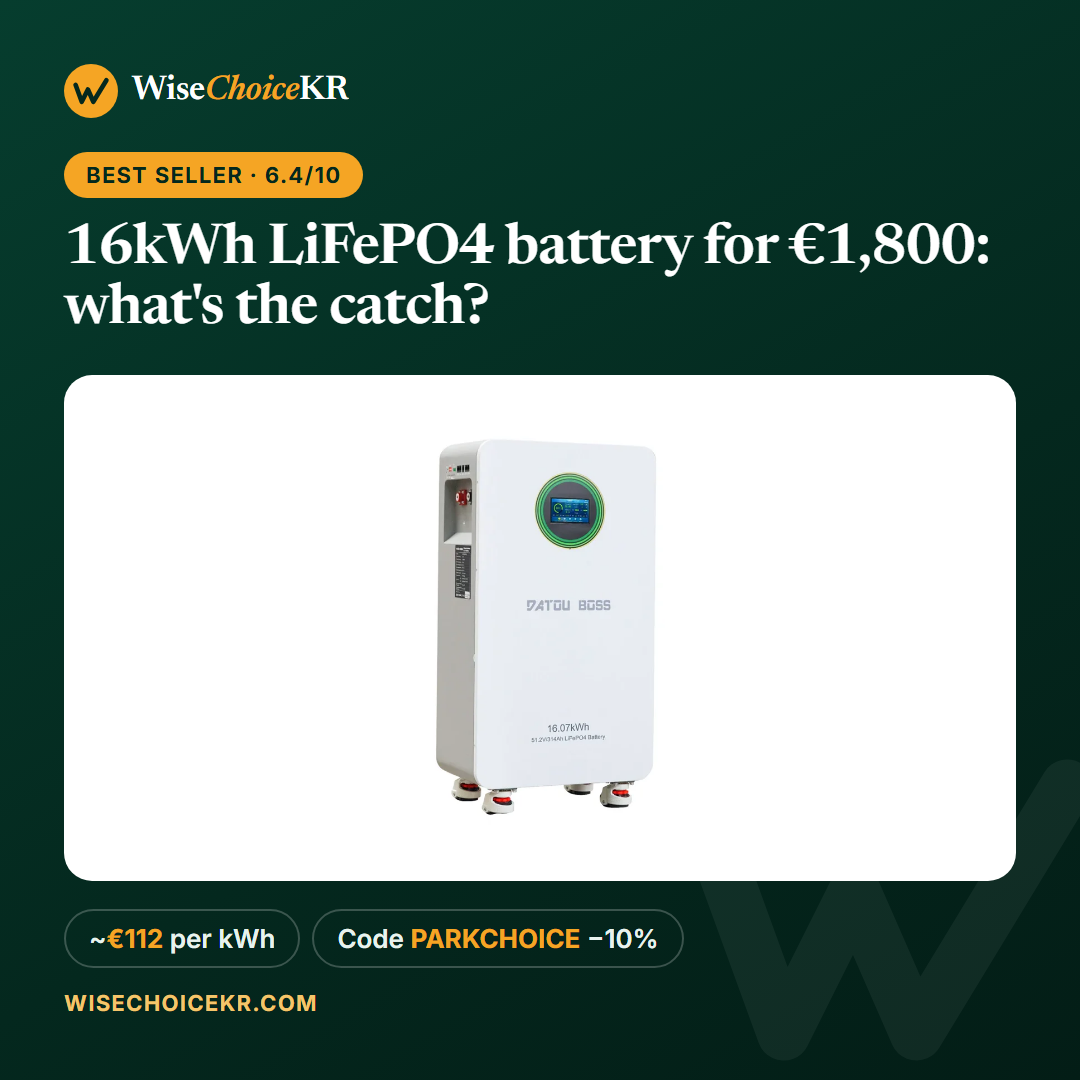 WiseChoiceKR
BEST SELLER · 6.4/10
16kWh LiFePO4 battery for €1,800:
what's the catch?
DATOU BOSS
16.07kWh
51.2V/314Ah LiFePO4 Battery
~€112 per kWh
Code PARKCHOICE −10%
WISECHOICEKR.COM